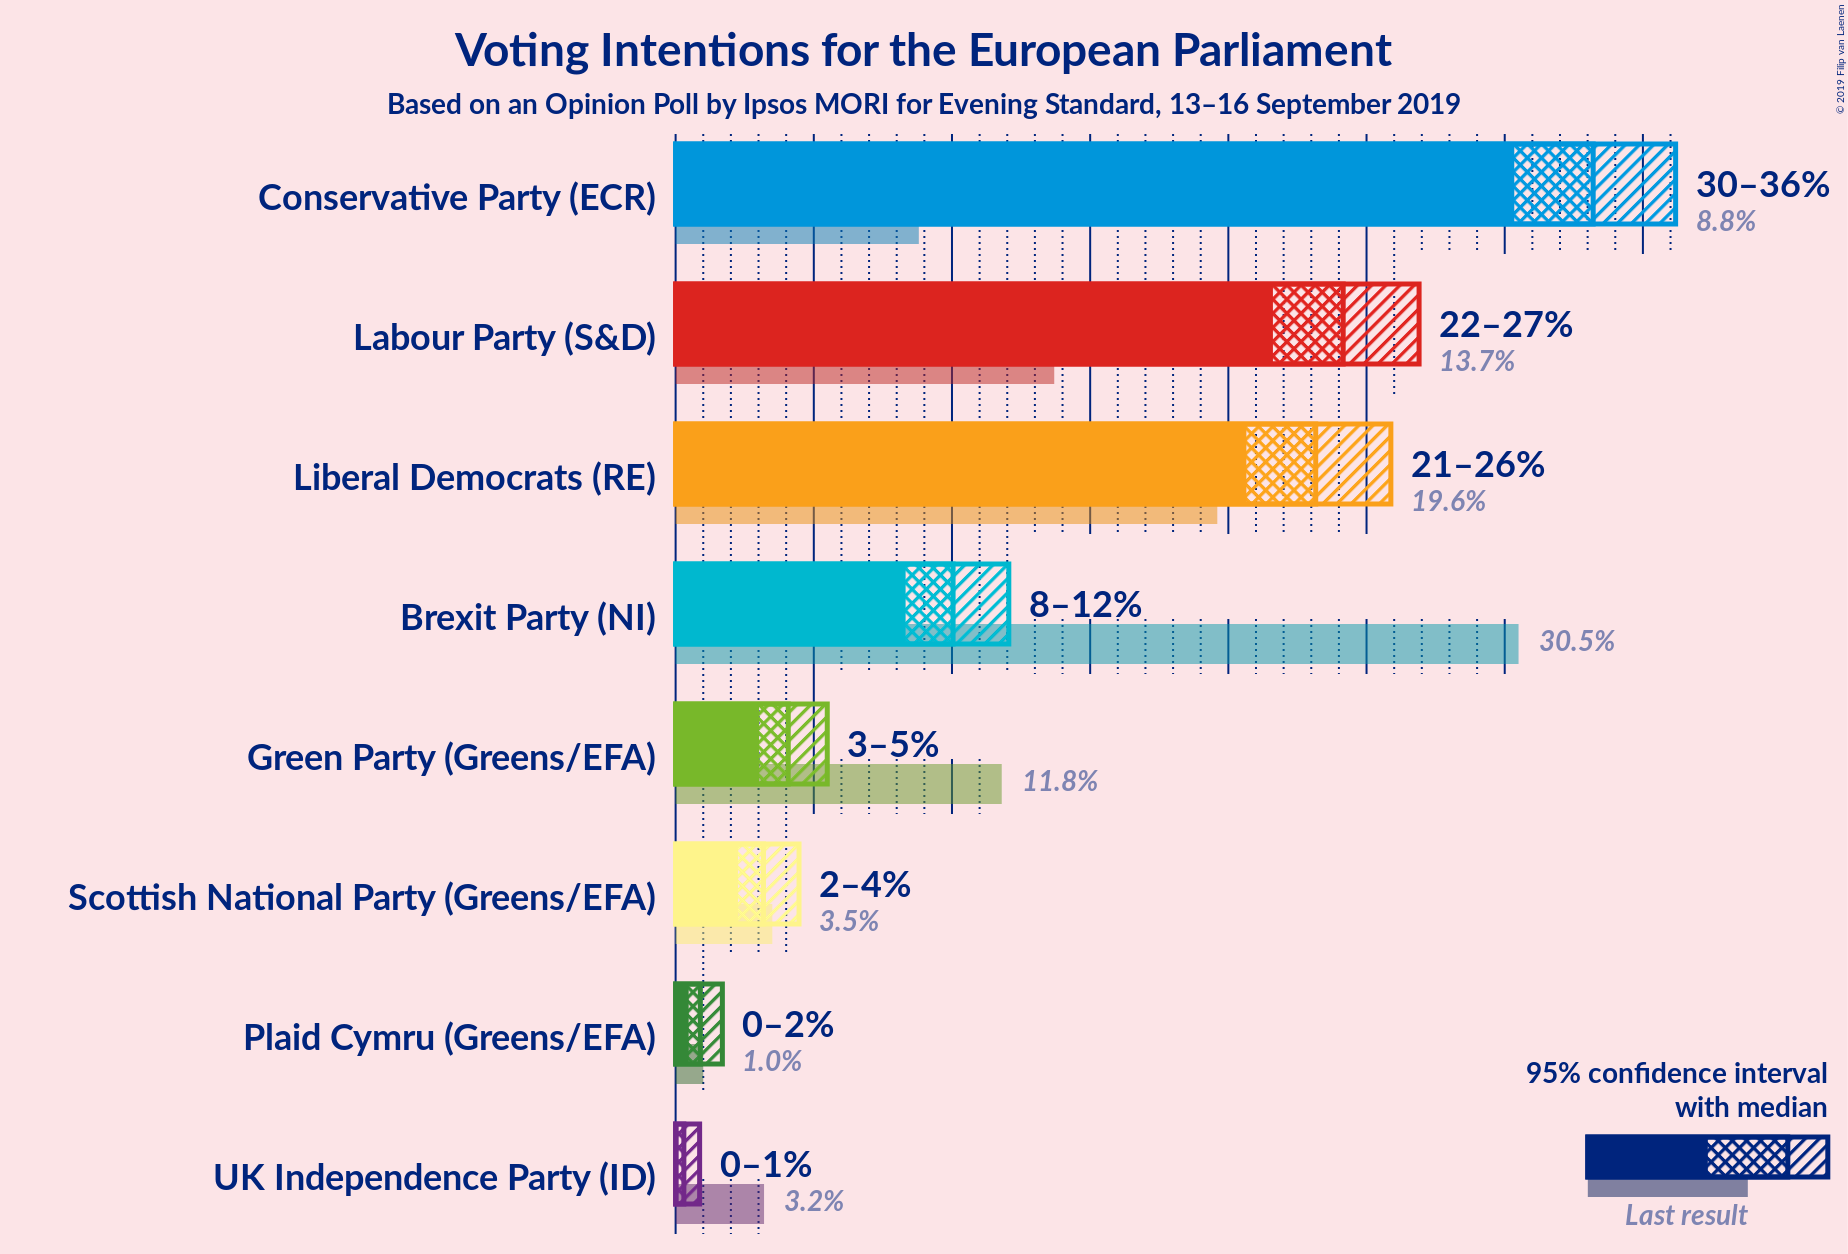 Voting Intentions for the European Parliament
Based on an Opinion Poll by Ipsos MORI for Evening Standard, 13–16 September 2019
© 2019 Filip van Laenen
Conservative Party (ECR)
30–36%
8.8%
Labour Party (S&D)
22–27%
13.7%
Liberal Democrats (RE)
21–26%
19.6%
Brexit Party (NI)
8–12%
30.5%
Green Party (Greens/EFA)
3–5%
11.8%
Scottish National Party (Greens/EFA)
2–4%
3.5%
Plaid Cymru (Greens/EFA)
0–2%
1.0%
UK Independence Party (ID)
0–1%
3.2%
95% confidence interval
with median
Last result